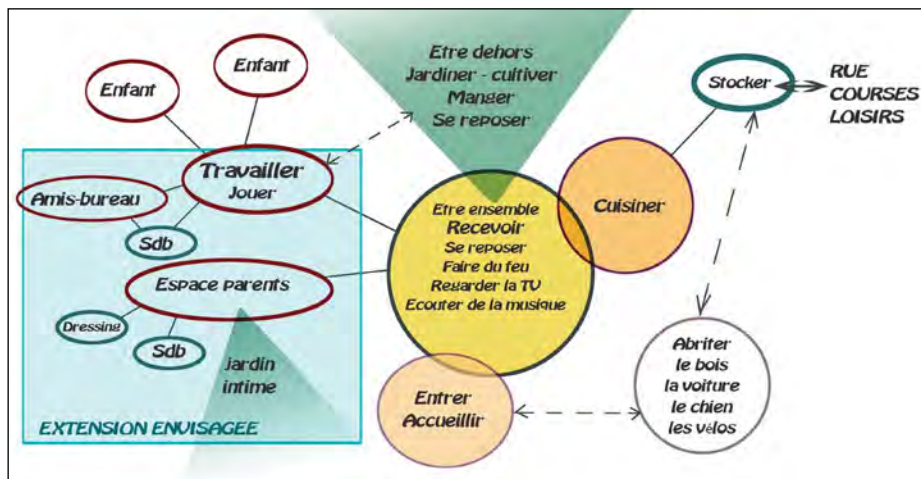 Enfant
Enfant
Etre dehors
Jardiner - cultiver
Manger
Se reposer
Stocker
RUE
COURSES
LOISIRS
Travailler
Jouer
Amis-bureau
Sdb
Etre ensemble
Recevoir
Se reposer
Faire du feu
Regarder la TV
Ecouter de la musique
Cuisiner
Espace parents
Dressing
Sdb
Jardin
intime
Entrer
Accueillir
Abriter
le bois
la voiture
le chien
les vélos
EXTENSION ENVISAGEE